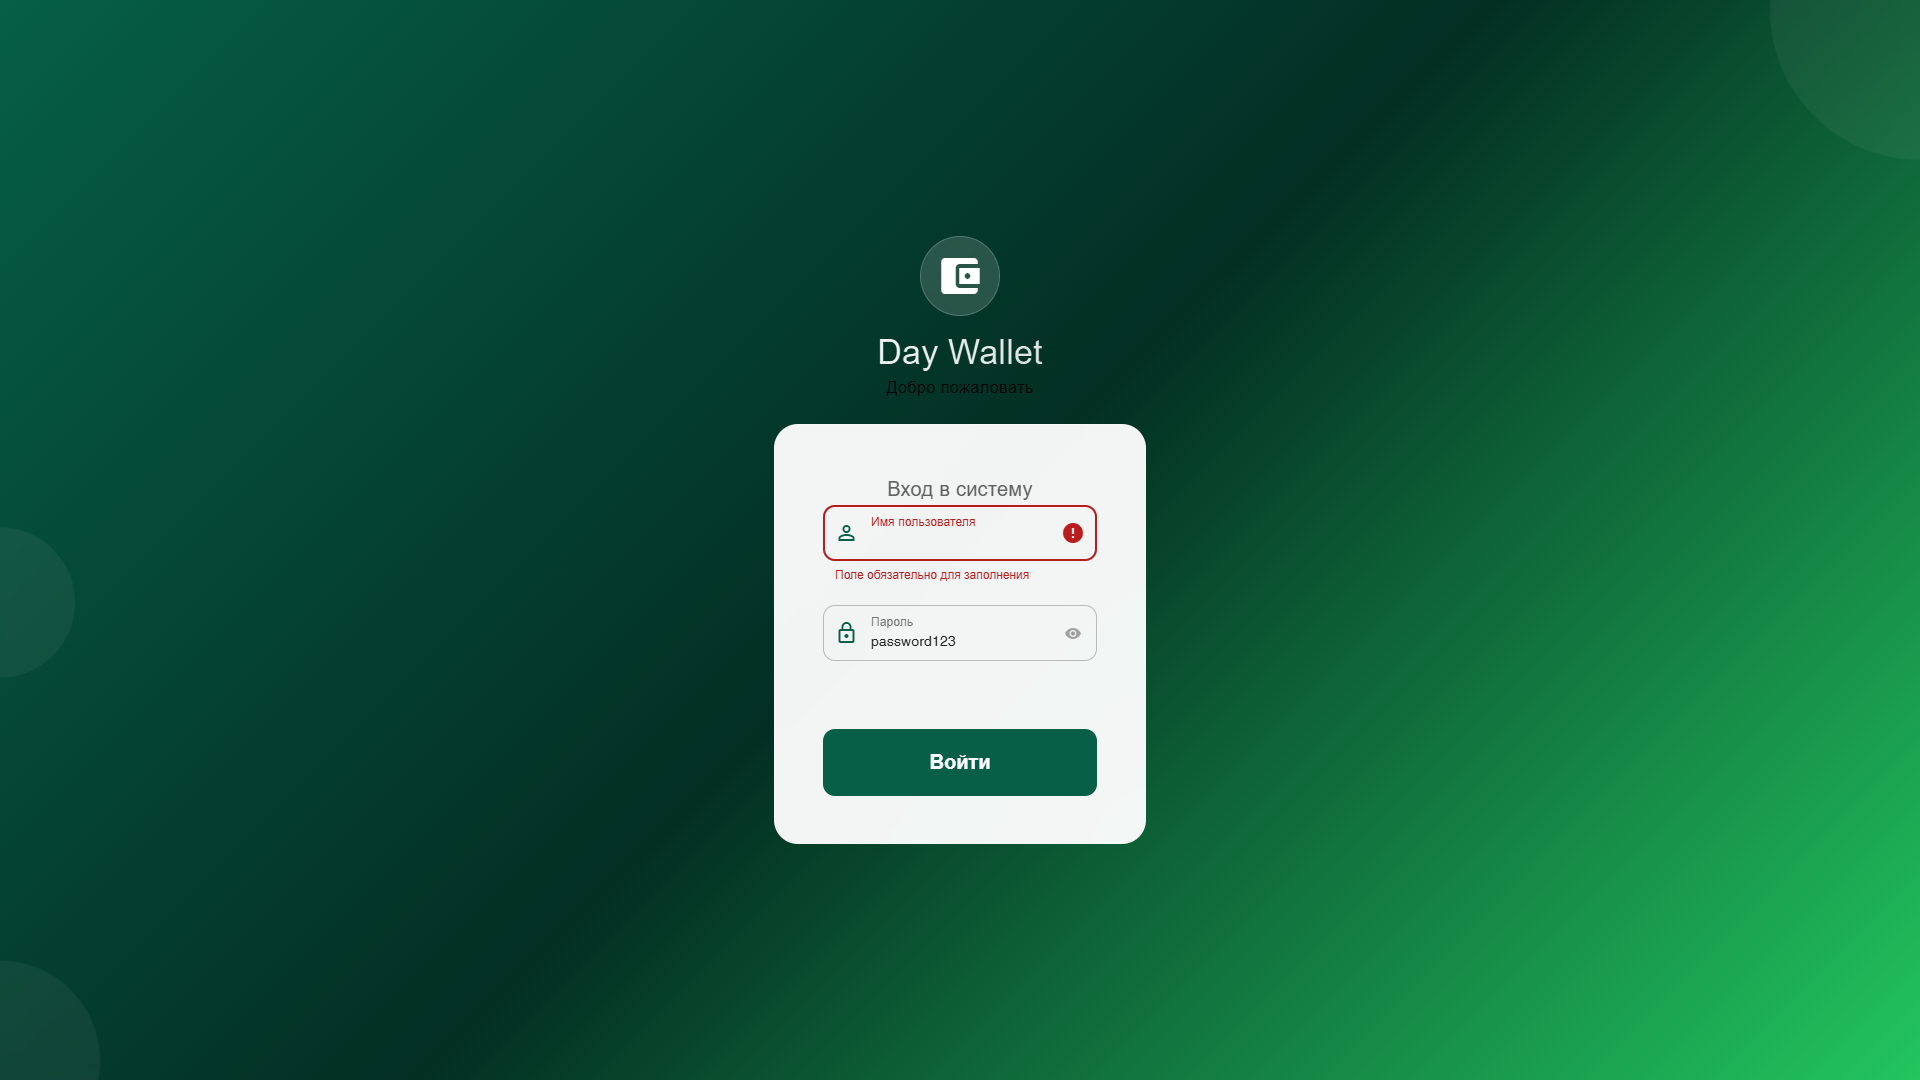 Day Wallet
Добро пожаловать
Вход в систему
Имя пользователя
Поле обязательно для заполнения
Пароль
password123
Войти